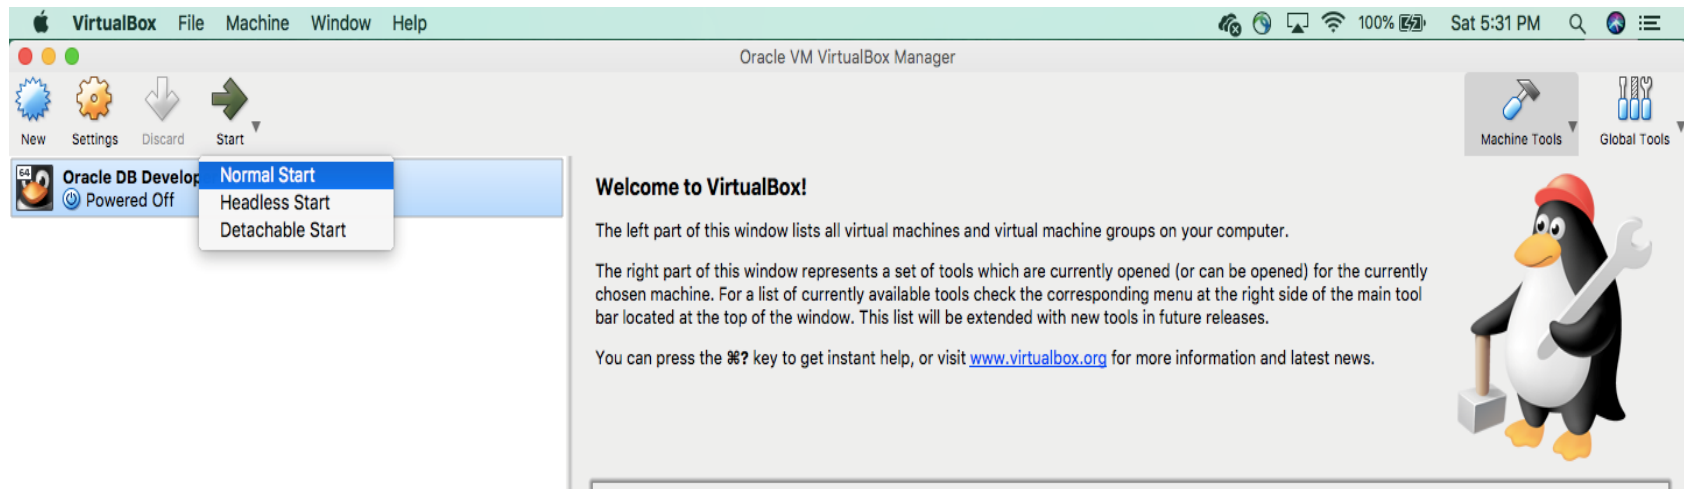 VirtualBox File Machine Window Help 100% Sat 5:31 PM
Oracle VM VirtualBox Manager
New Settings Discard Start Machine Tools Global Tools
64
Oracle DB Develop
Powered Off
Normal Start
Headless Start
Detachable Start
Welcome to VirtualBox!
The left part of this window lists all virtual machines and virtual machine groups on your computer.
The right part of this window represents a set of tools which are currently opened (or can be opened) for the currently
chosen machine. For a list of currently available tools check the corresponding menu at the right side of the main tool
bar located at the top of the window. This list will be extended with new tools in future releases.
You can press the ⌘? key to get instant help, or visit www.virtualbox.org for more information and latest news.